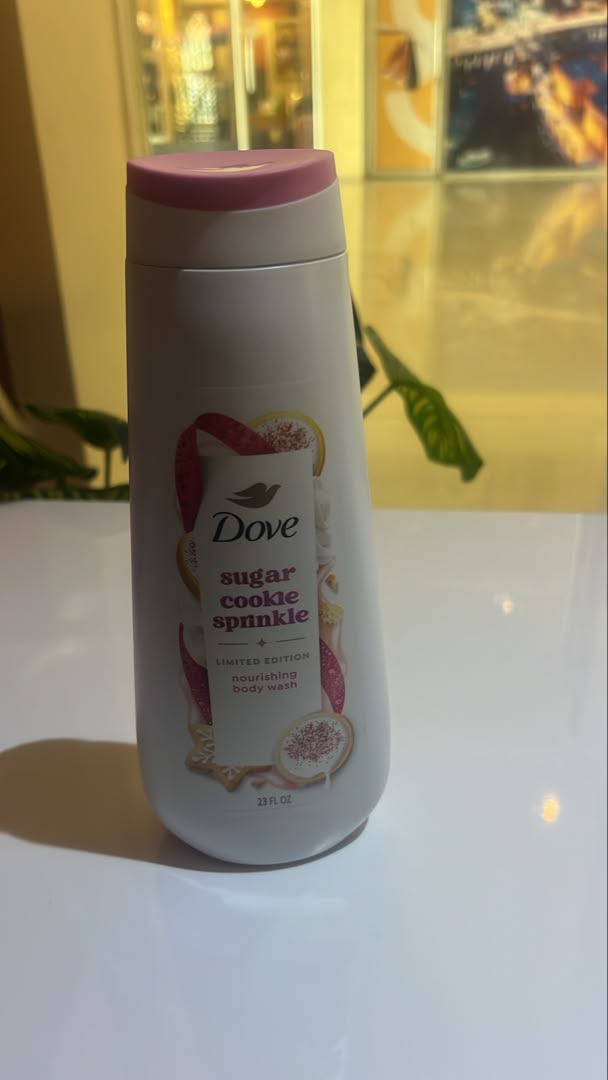 Dove
sugar
cookie
sprinkle
LIMITED EDITION
nourishing
body wash
23 FL OZ